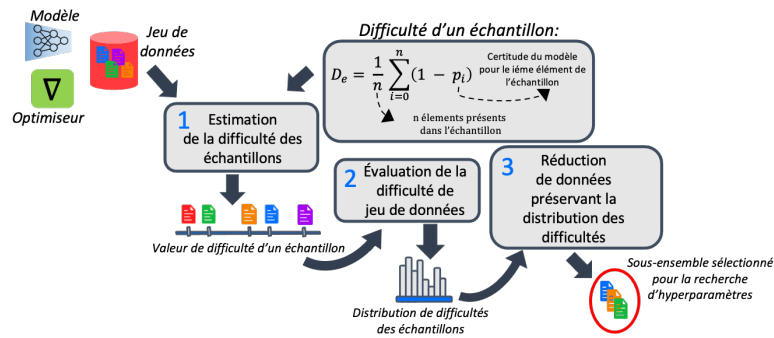 Modèle
Jeu de
données
Optimiseur
Difficulté d'un échantillon:
D_e = \frac{1}{n} \sum_{i=0}^{n} (1 - p_i)
Certitude du modèle
pour le iéme élément de
l'échantillon
n élements présents
dans l'échantillon
1 Estimation
de la difficulté des
échantillons
Valeur de difficulté d'un échantillon
2 Évaluation de la
difficulté de
jeu de données
Distribution de difficultés
des échantillons
3 Réduction
de données
préservant la
distribution des
difficultés
Sous-ensemble sélectionné
pour la recherche
d'hyperparamètres